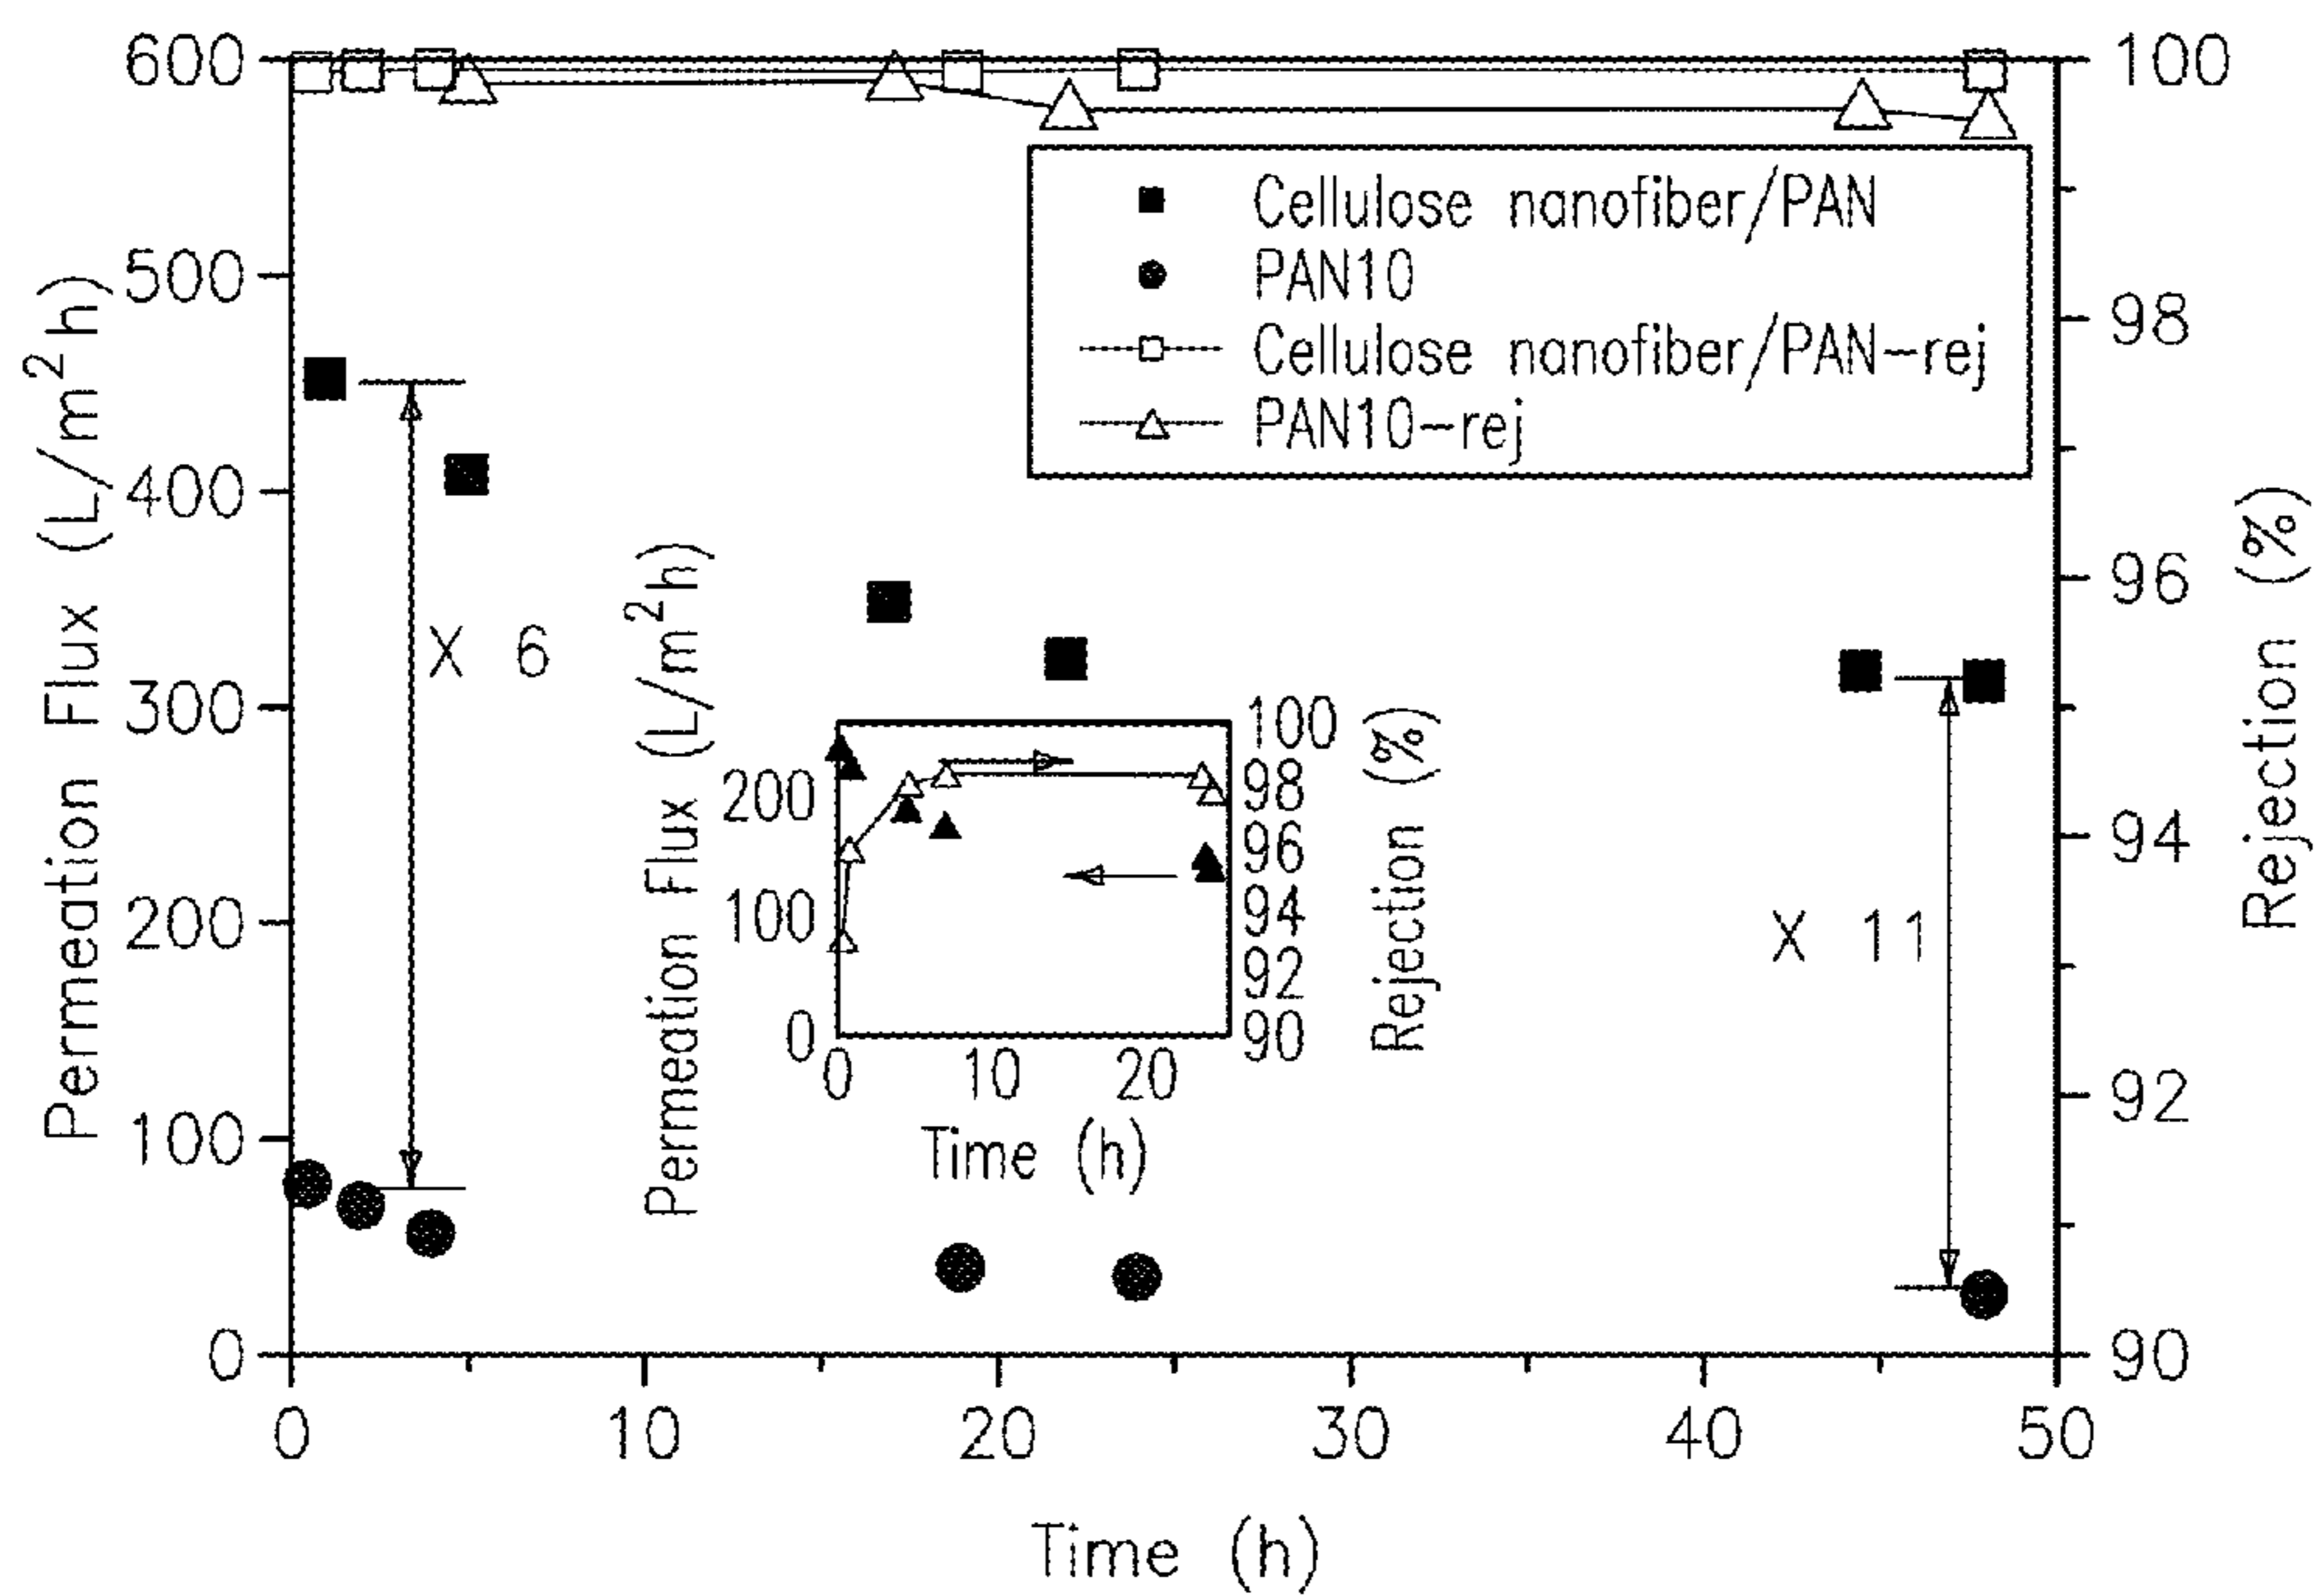 600
500
400
300
200
100
0
Permeation Flux (L/m²h)
100
98
96
94
92
90
Rejection (%)
0 10 20 30 40 50
Time (h)
Cellulose nanofiber/PAN
PAN10
Cellulose nanofiber/PAN-rej
PAN10-rej
X 6
X 11
Permeation Flux (L/m²h)
200
100
0
100
98
96
94
92
90
Rejection (%)
0 10 20
Time (h)